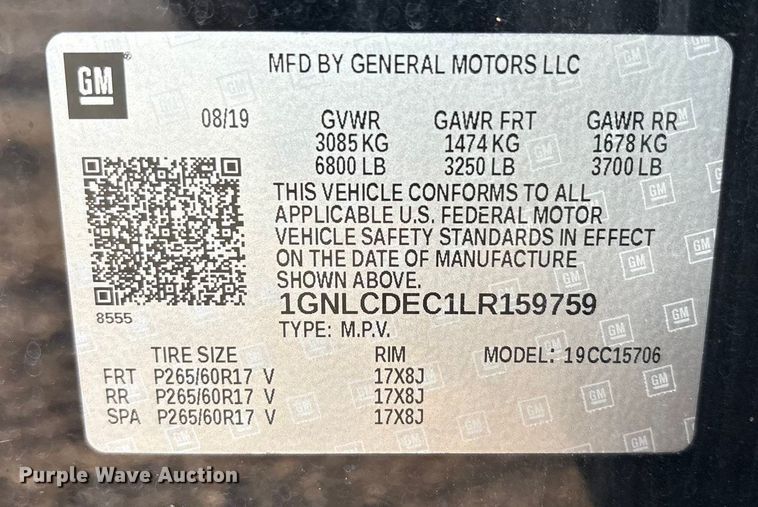 GM
MFD BY GENERAL MOTORS LLC
08/19 GVWR GAWR FRT GAWR RR
3085 KG 1474 KG 1678 KG
6800 LB 3250 LB 3700 LB
THIS VEHICLE CONFORMS TO ALL
APPLICABLE U.S. FEDERAL MOTOR
VEHICLE SAFETY STANDARDS IN EFFECT
ON THE DATE OF MANUFACTURE
SHOWN ABOVE.
8555
1GNLCDEC1LR159759
TYPE: M.P.V.
TIRE SIZE RIM MODEL: 19CC15706
FRT P265/60R17 V 17X8J
RR P265/60R17 V 17X8J
SPA P265/60R17 V 17X8J
Purple Wave Auction